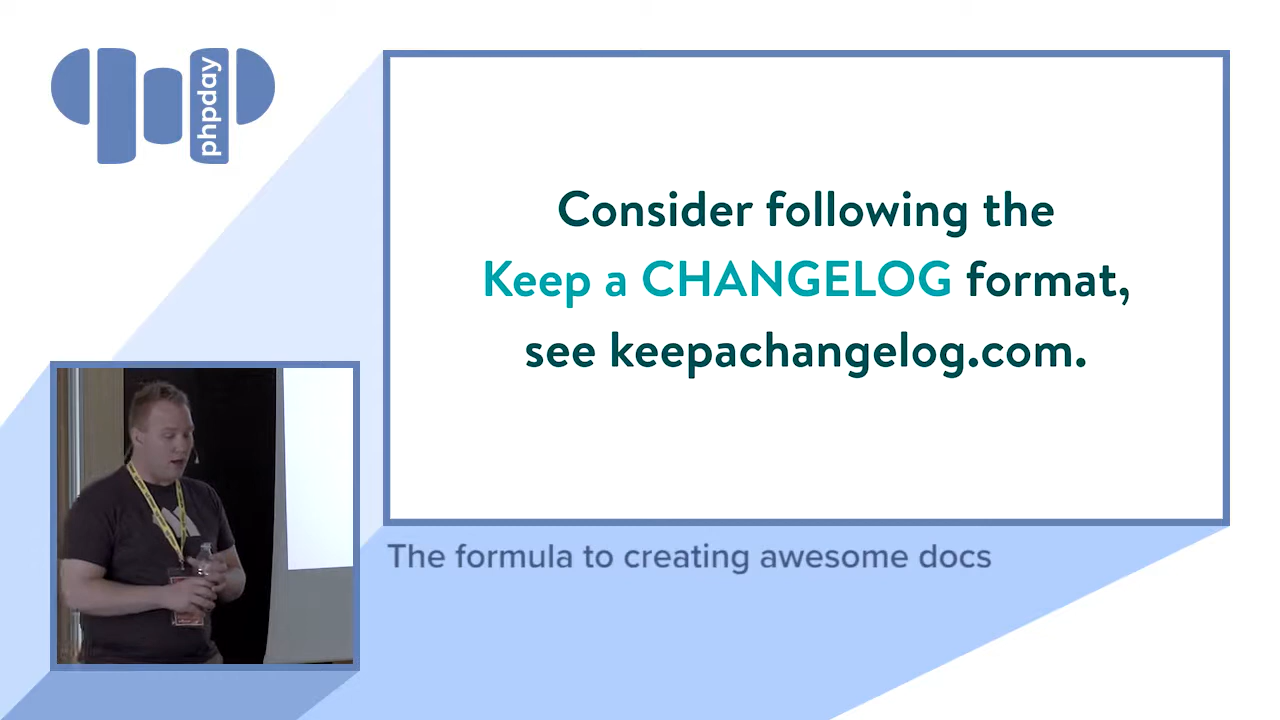 phpday
Consider following the
Keep a CHANGELOG format,
see keepachangelog.com.
The formula to creating awesome docs